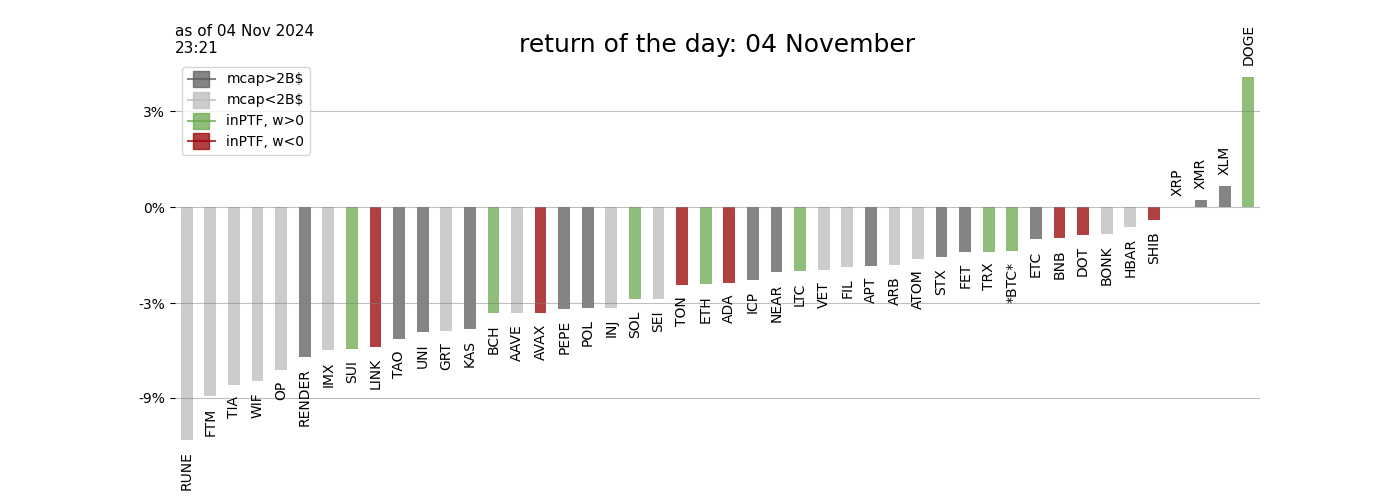 as of 04 Nov 2024
23:21
return of the day: 04 November
mcap>2B$
mcap<2B$
inPTF, w>0
inPTF, w<0
3%
0%
-3%
-9%
RUNE
FTM
TIA
WIF
OP
RENDER
IMX
SUI
LINK
TAO
UNI
GRT
KAS
BCH
AAVE
AVAX
PEPE
POL
INJ
SOL
SEI
TON
ETH
ADA
ICP
NEAR
LTC
VET
FIL
APT
ARB
ATOM
STX
FET
TRX
*BTC*
ETC
BNB
DOT
BONK
HBAR
SHIB
XRP
XMR
XLM
DOGE